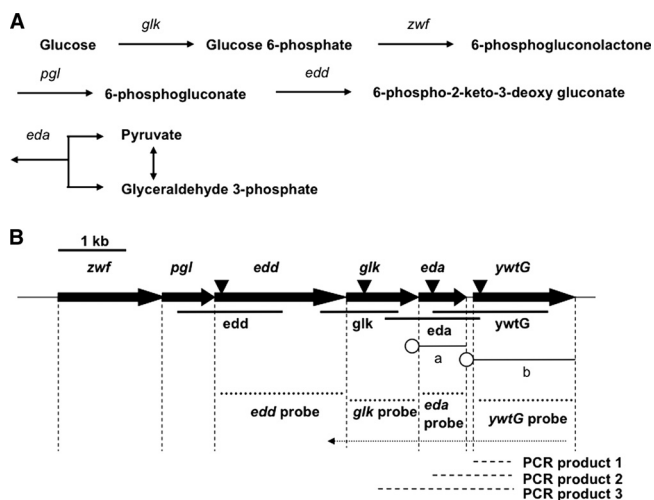 A
glk zwf
Glucose Glucose 6-phosphate 6-phosphogluconolactone
pgl edd
6-phosphogluconate 6-phospho-2-keto-3-deoxy gluconate
eda
Pyruvate
Glyceraldehyde 3-phosphate
B
1 kb
zwf pgl edd glk eda ywtG
edd glk eda ywtG
a
b
edd probe glk probe eda probe ywtG probe
PCR product 1
PCR product 2
PCR product 3